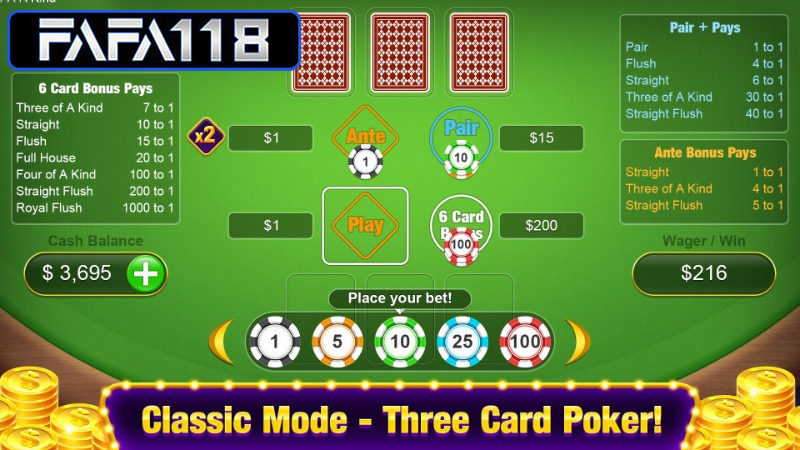 FAFA118
6 Card Bonus Pays
Three of A Kind 7 to 1
Straight 10 to 1
Flush 15 to 1
Full House 20 to 1
Four of A Kind 100 to 1
Straight Flush 200 to 1
Royal Flush 1000 to 1
Pair + Pays
Pair 1 to 1
Flush 4 to 1
Straight 6 to 1
Three of A Kind 30 to 1
Straight Flush 40 to 1
Ante Bonus Pays
Straight 1 to 1
Three of A Kind 4 to 1
Straight Flush 5 to 1
x2
$1
Ante
1
Pair
10
$15
$1
Play
6 Card
100
$200
Cash Balance
$ 3,695
Wager / Win
$216
Place your bet!
1 5 10 25 100
Classic Mode - Three Card Poker!